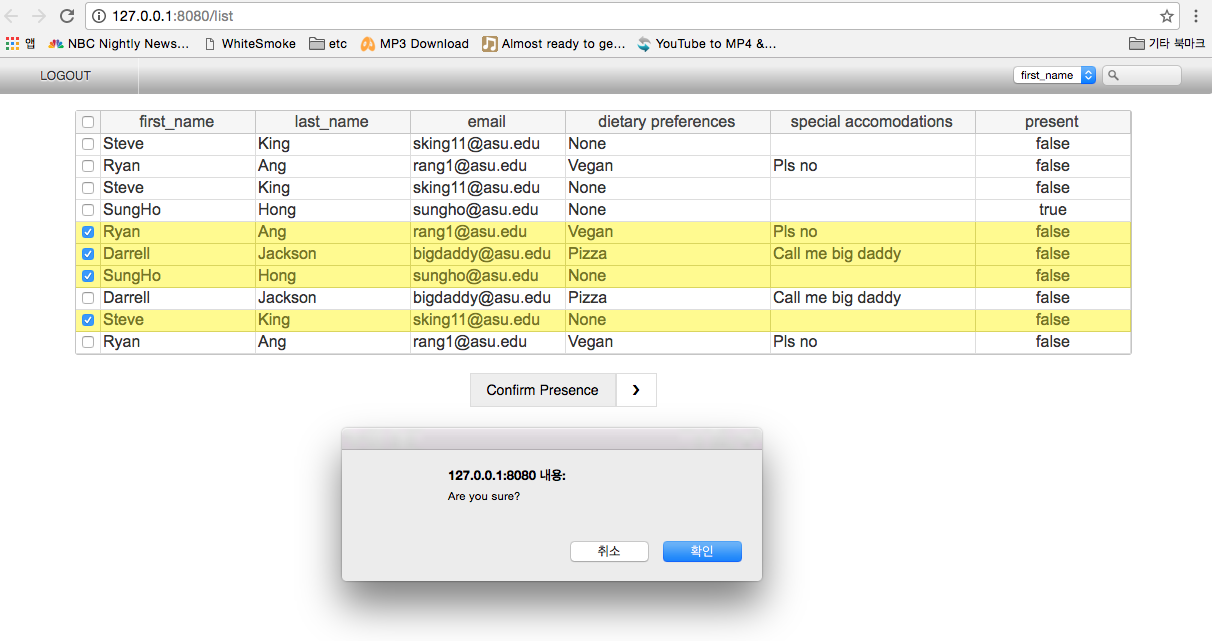 127.0.0.1:8080/list
앱 NBC Nightly News... WhiteSmoke etc MP3 Download Almost ready to ge... YouTube to MP4 &... 기타 북마크
LOGOUT first_name
first_name last_name email dietary preferences special accomodations present
Steve King sking11@asu.edu None false
Ryan Ang rang1@asu.edu Vegan Pls no false
Steve King sking11@asu.edu None false
SungHo Hong sungho@asu.edu None true
Ryan Ang rang1@asu.edu Vegan Pls no false
Darrell Jackson bigdaddy@asu.edu Pizza Call me big daddy false
SungHo Hong sungho@asu.edu None false
Darrell Jackson bigdaddy@asu.edu Pizza Call me big daddy false
Steve King sking11@asu.edu None false
Ryan Ang rang1@asu.edu Vegan Pls no false
Confirm Presence
127.0.0.1:8080 내용:
Are you sure?
취소 확인